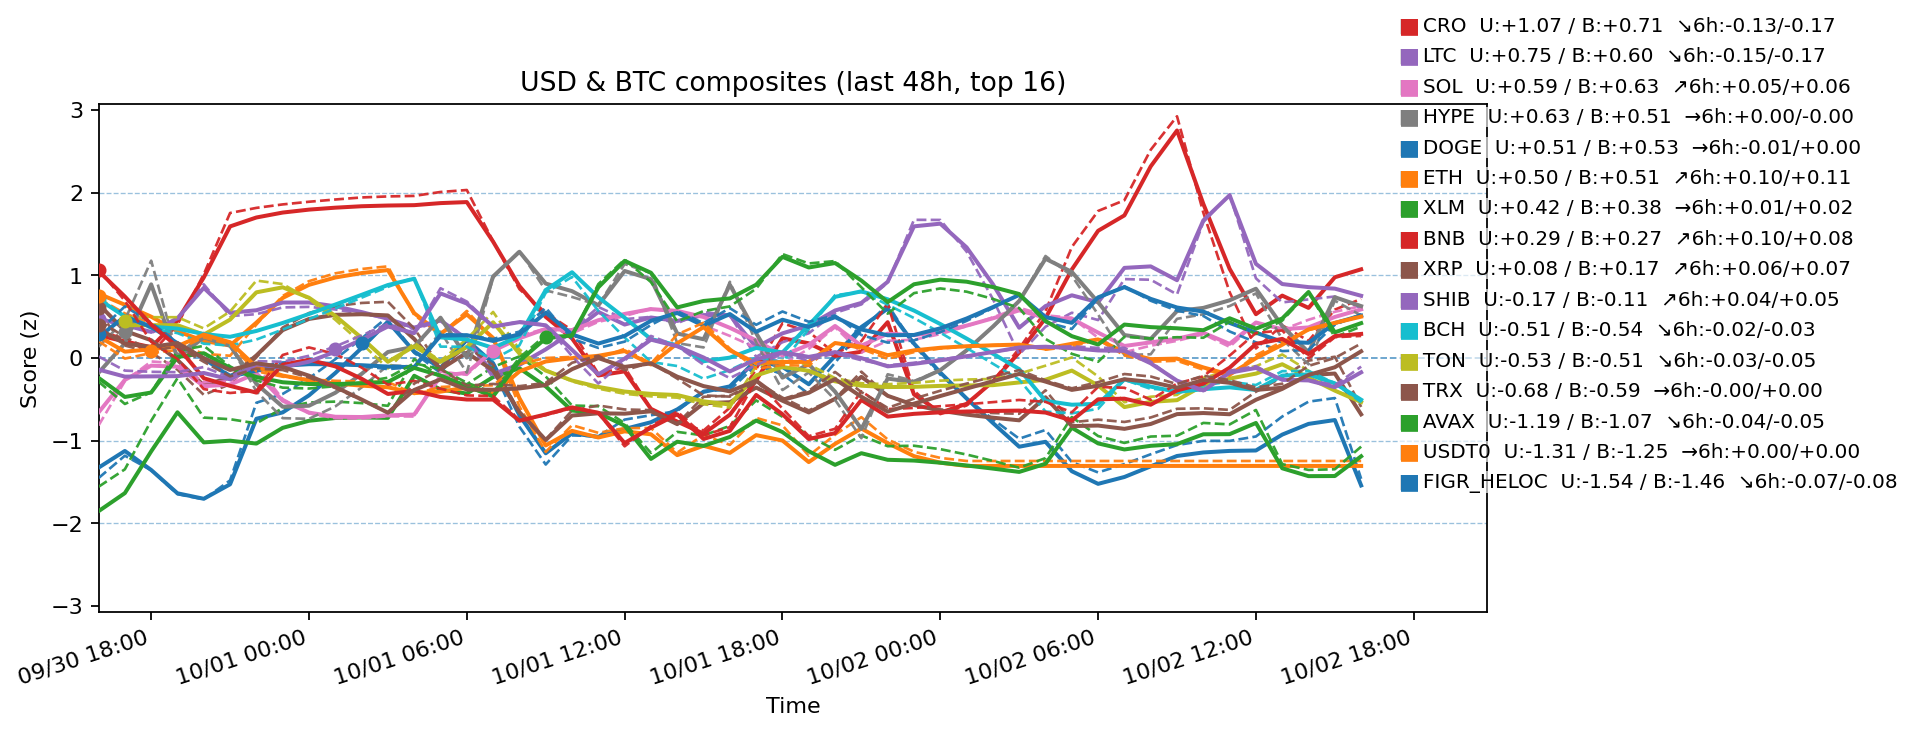 CRO  U:+1.07 / B:+0.71  ↘6h:-0.13/-0.17
LTC  U:+0.75 / B:+0.60  ↘6h:-0.15/-0.17
USD & BTC composites (last 48h, top 16)
SOL  U:+0.59 / B:+0.63  ↗6h:+0.05/+0.06
HYPE  U:+0.63 / B:+0.51  →6h:+0.00/-0.00
DOGE  U:+0.51 / B:+0.53  →6h:-0.01/+0.00
ETH  U:+0.50 / B:+0.51  ↗6h:+0.10/+0.11
XLM  U:+0.42 / B:+0.38  →6h:+0.01/+0.02
BNB  U:+0.29 / B:+0.27  ↗6h:+0.10/+0.08
XRP  U:+0.08 / B:+0.17  ↗6h:+0.06/+0.07
SHIB  U:-0.17 / B:-0.11  ↗6h:+0.04/+0.05
BCH  U:-0.51 / B:-0.54  ↘6h:-0.02/-0.03
TON  U:-0.53 / B:-0.51  ↘6h:-0.03/-0.05
TRX  U:-0.68 / B:-0.59  →6h:-0.00/+0.00
AVAX  U:-1.19 / B:-1.07  ↘6h:-0.04/-0.05
USDT0  U:-1.31 / B:-1.25  →6h:+0.00/+0.00
FIGR_HELOC  U:-1.54 / B:-1.46  ↘6h:-0.07/-0.08
Score (z)
3
2
1
0
−1
−2
−3
09/30 18:00
10/01 00:00
10/01 06:00
10/01 12:00
10/01 18:00
10/02 00:00
10/02 06:00
10/02 12:00
10/02 18:00
Time